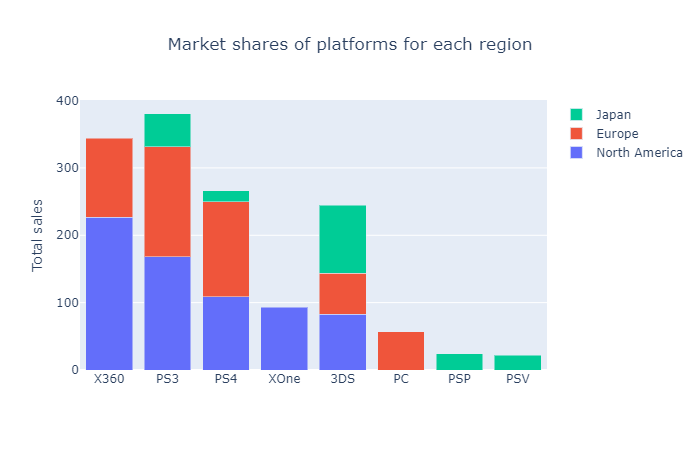 Market shares of platforms for each region
400
300
200
100
0
Total sales
X360 PS3 PS4 XOne 3DS PC PSP PSV
Japan
Europe
North America